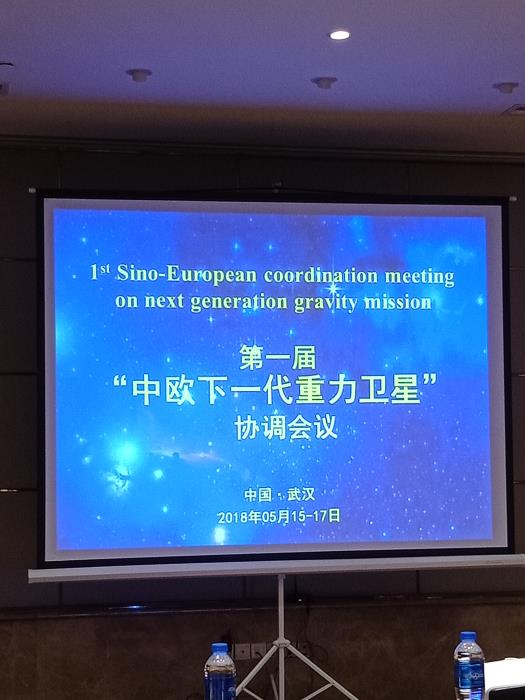 1st Sino-European coordination meeting
on next generation gravity mission
第一届
“中欧下一代重力卫星”
协调会议
中国·武汉
2018年05月15-17日